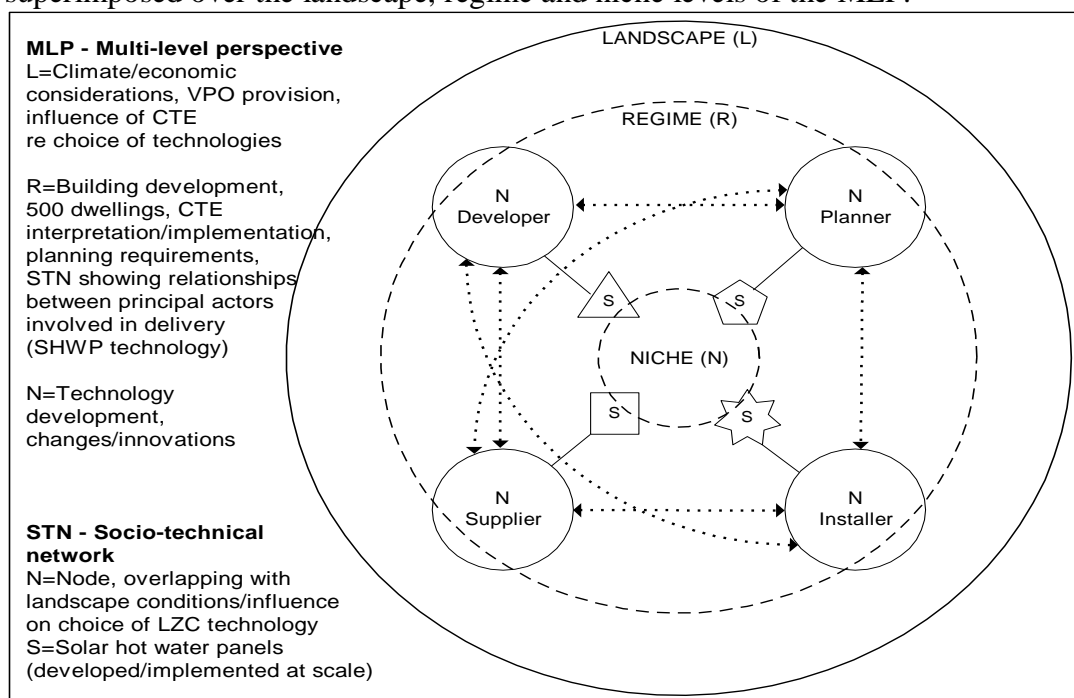 superimposed over the landscape, regime and niche levels of the MLP.
MLP - Multi-level perspective
L=Climate/economic
considerations, VPO provision,
influence of CTE
re choice of technologies
R=Building development,
500 dwellings, CTE
interpretation/implementation,
planning requirements,
STN showing relationships
between principal actors
involved in delivery
(SHWP technology)
N=Technology
development,
changes/innovations
STN - Socio-technical
network
N=Node, overlapping with
landscape conditions/influence
on choice of LZC technology
S=Solar hot water panels
(developed/implemented at scale)
LANDSCAPE (L)
REGIME (R)
N
Developer
N
Planner
S
S
NICHE (N)
S
S
N
Supplier
N
Installer